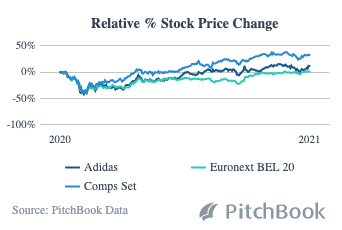 Relative % Stock Price Change
50%
0%
-50%
-100%
2020 2021
Adidas Euronext BEL 20
Comps Set
Source: PitchBook Data PitchBook